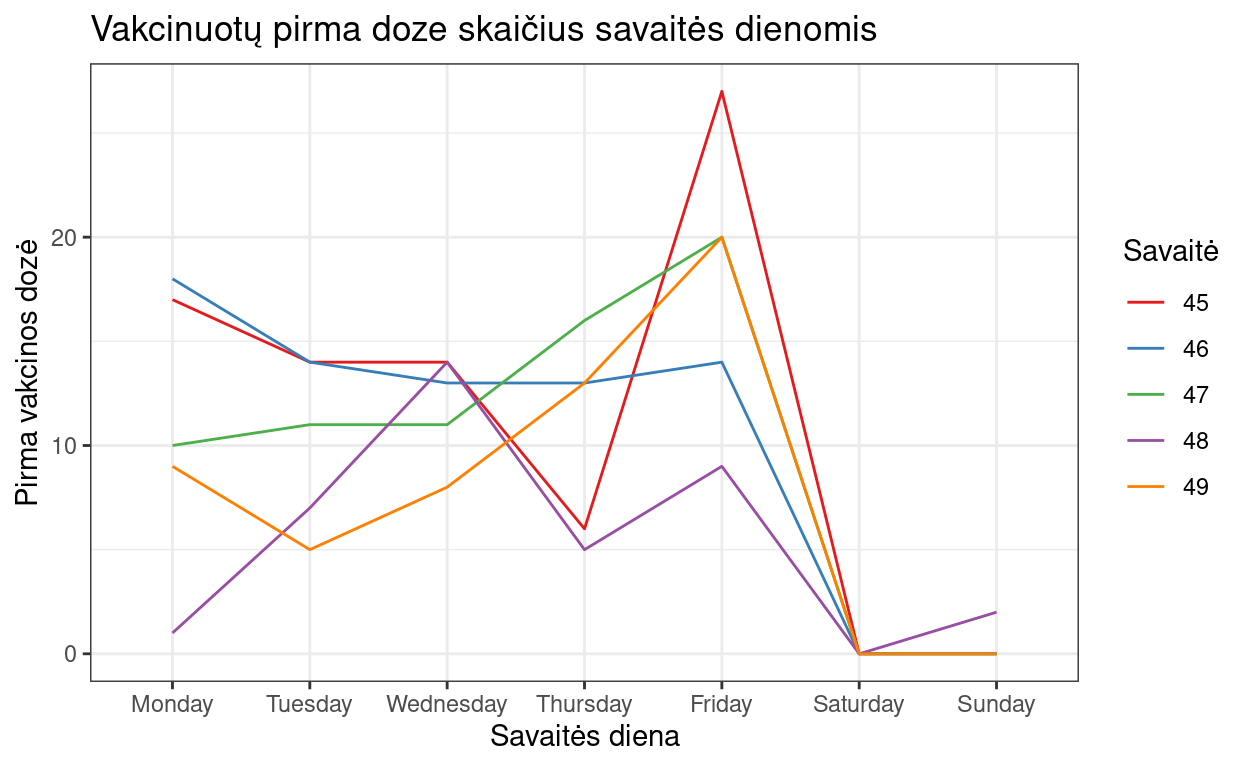 Vakcinuotų pirma doze skaičius savaitės dienomis
Pirma vakcinos dozė
20
10
0
Monday Tuesday Wednesday Thursday Friday Saturday Sunday
Savaitės diena
Savaitė
45
46
47
48
49